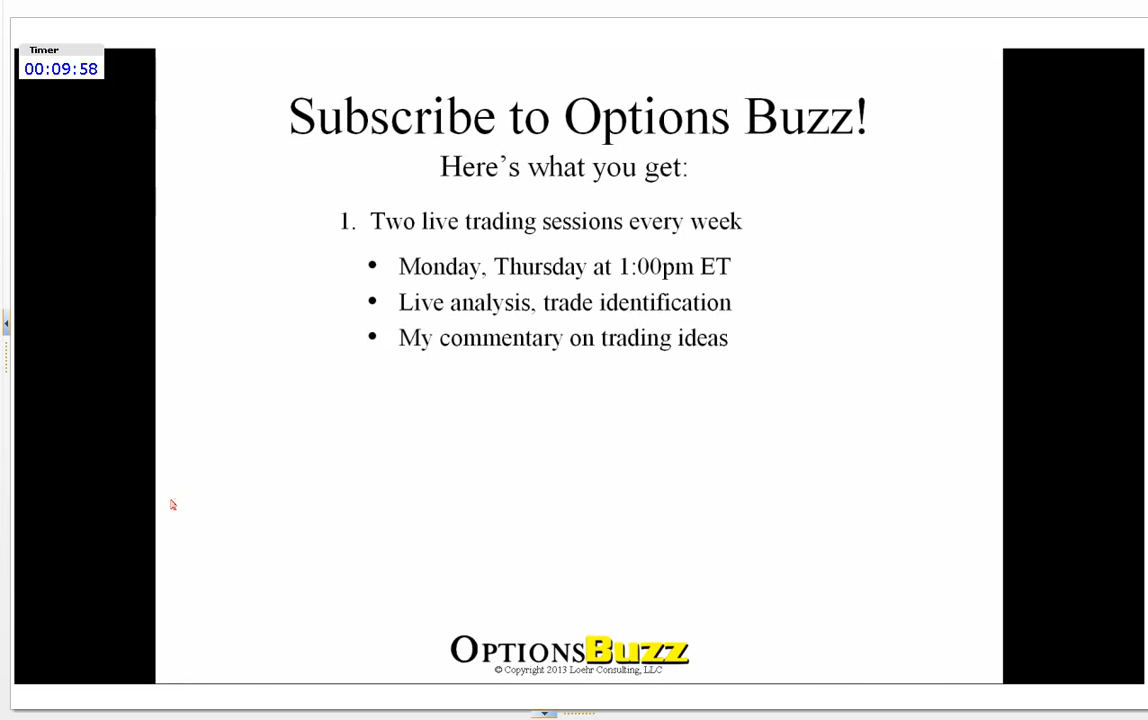 Timer
00:09:58
Subscribe to Options Buzz!
Here's what you get:
1. Two live trading sessions every week
• Monday, Thursday at 1:00pm ET
• Live analysis, trade identification
• My commentary on trading ideas
OPTIONSBuzz
© Copyright 2013 Loehr Consulting, LLC